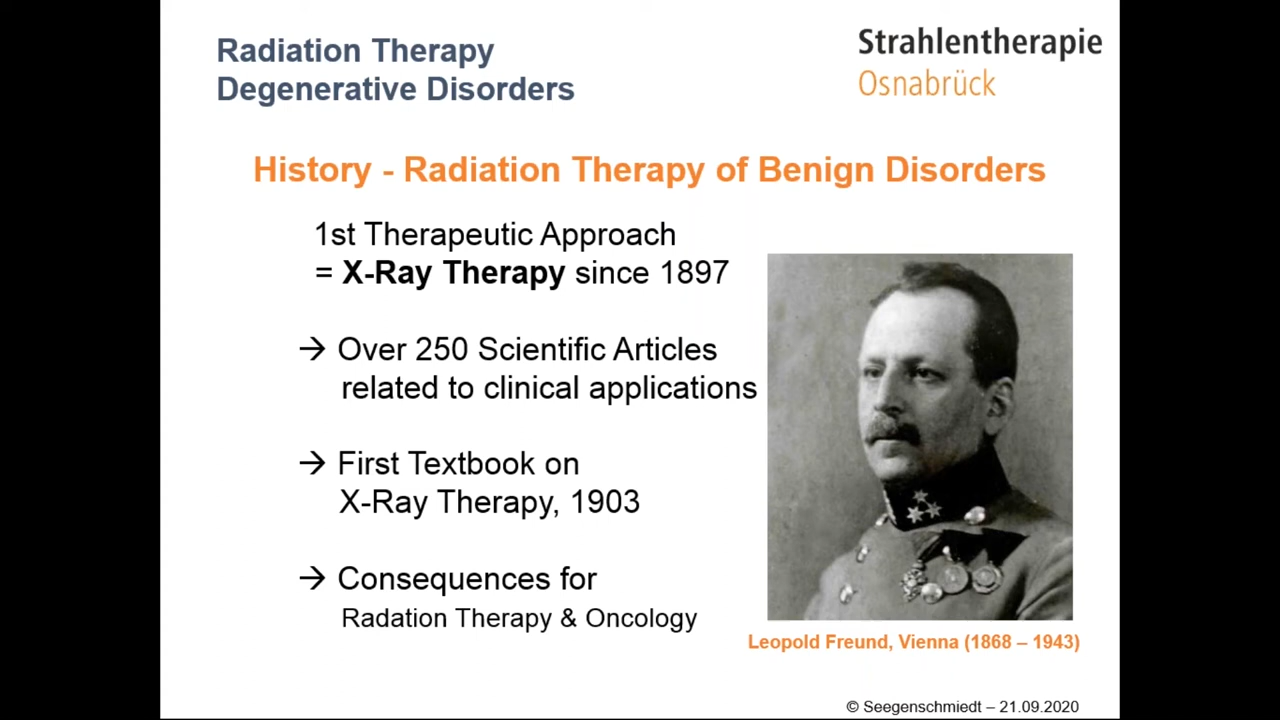 Radiation Therapy
Degenerative Disorders
Strahlentherapie
Osnabrück
History - Radiation Therapy of Benign Disorders
1st Therapeutic Approach
= X-Ray Therapy since 1897
→ Over 250 Scientific Articles
related to clinical applications
→ First Textbook on
X-Ray Therapy, 1903
→ Consequences for
Radation Therapy & Oncology
Leopold Freund, Vienna (1868 – 1943)
© Seegenschmiedt – 21.09.2020